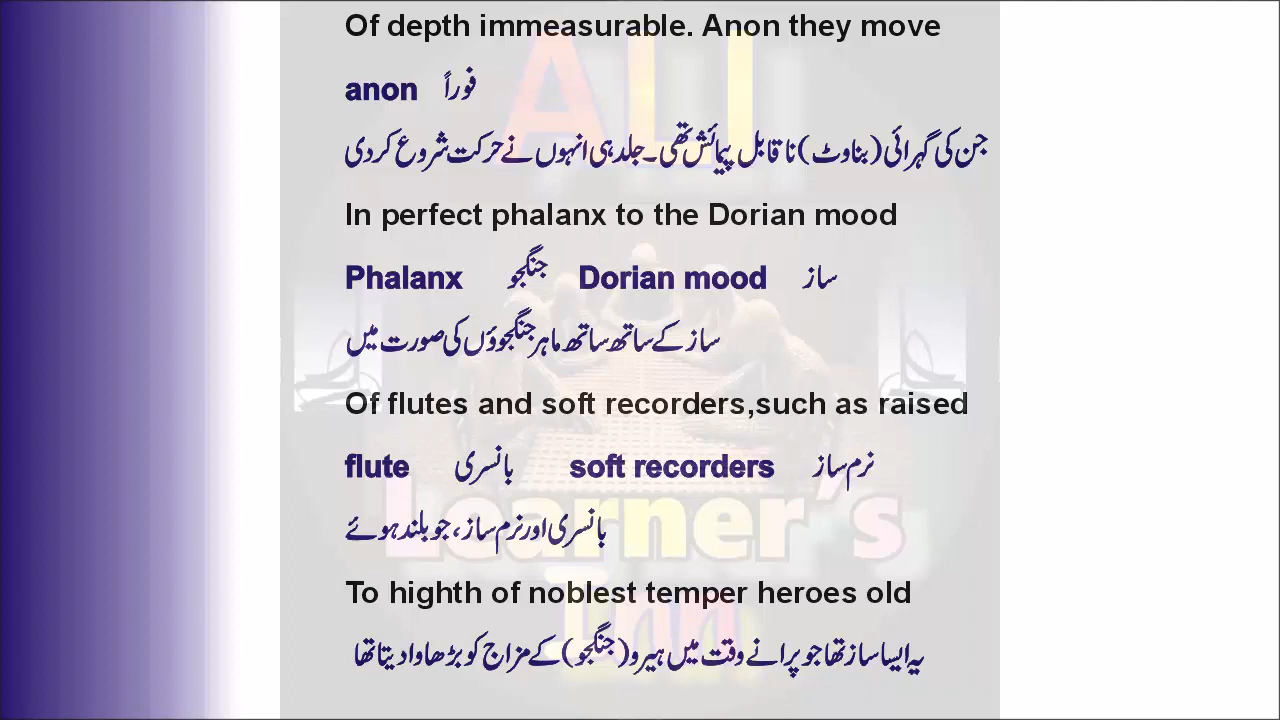 Of depth immeasurable. Anon they move
anon فوراً
جن کی گہرائی (بناوٹ) ناقابل پیمائش تھی۔ جلد ہی انہوں نے حرکت شروع کردی
In perfect phalanx to the Dorian mood
Phalanx جنگجو Dorian mood ساز
ساز کے ساتھ ساتھ ماہر جنگجوؤں کی صورت میں
Of flutes and soft recorders,such as raised
flute بانسری soft recorders نرم ساز
بانسری اور نرم ساز، جو بلند ہوئے
To highth of noblest temper heroes old
یہ ایسا ساز تھا جو پرانے وقت میں ہیرو (جنگجو) کے مزاج کو بڑھاوا دیتا تھا
ALI
Learner's
Inn